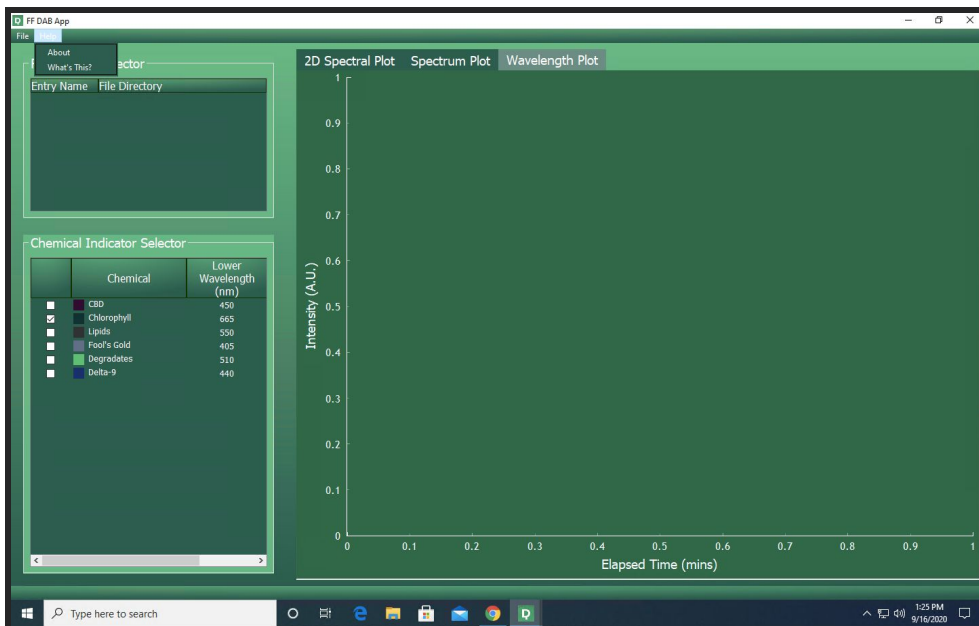 FF DAB App
File Help
About
What's This?
ector
Entry Name File Directory
Chemical Indicator Selector
Chemical
Lower
Wavelength
(nm)
CBD 450
Chlorophyll 665
Lipids 550
Fool's Gold 405
Degradates 510
Delta-9 440
2D Spectral Plot Spectrum Plot Wavelength Plot
1
0.9
0.8
0.7
0.6
0.5
0.4
0.3
0.2
0.1
0
Intensity (A.U.)
0 0.1 0.2 0.3 0.4 0.5 0.6 0.7 0.8 0.9 1
Elapsed Time (mins)
Type here to search
1:25 PM
9/16/2020